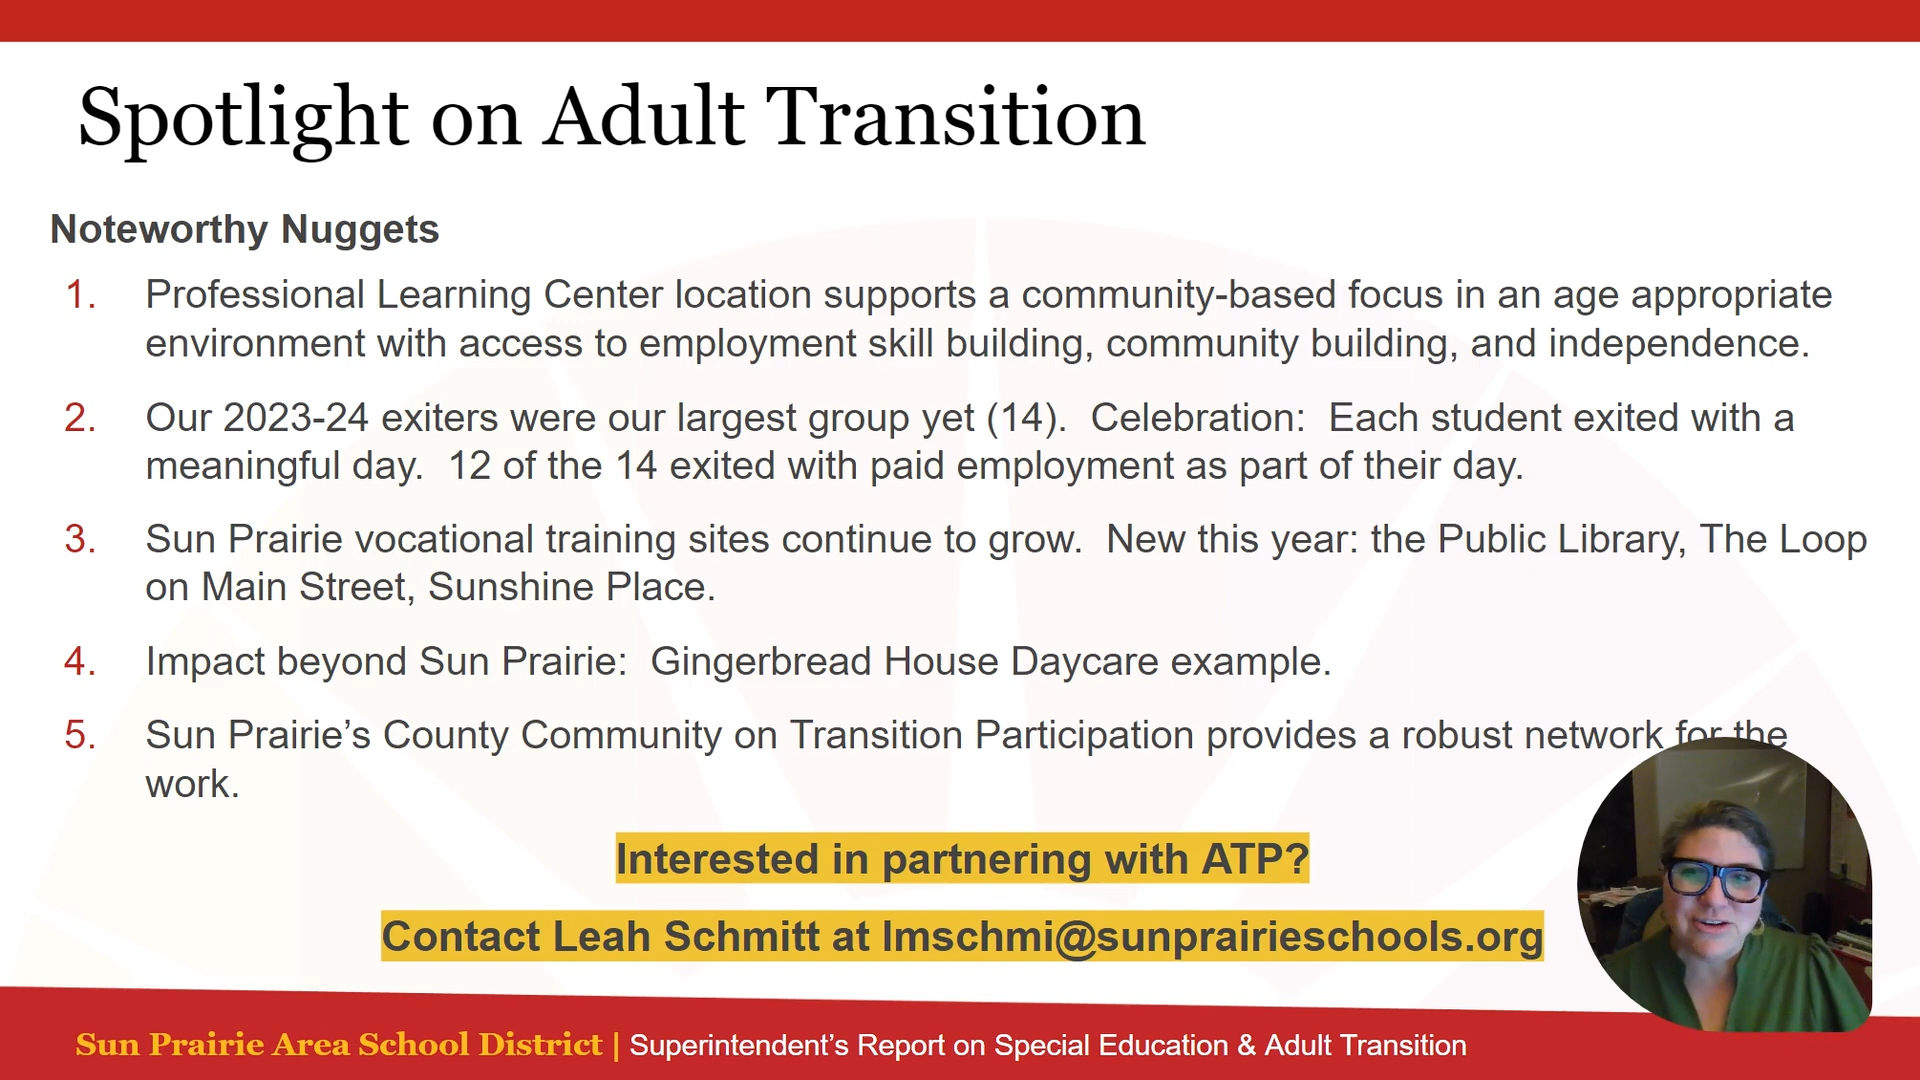 Spotlight on Adult Transition
Noteworthy Nuggets
1. Professional Learning Center location supports a community-based focus in an age appropriate
environment with access to employment skill building, community building, and independence.
2. Our 2023-24 exiters were our largest group yet (14).  Celebration:  Each student exited with a
meaningful day.  12 of the 14 exited with paid employment as part of their day.
3. Sun Prairie vocational training sites continue to grow.  New this year: the Public Library, The Loop
on Main Street, Sunshine Place.
4. Impact beyond Sun Prairie:  Gingerbread House Daycare example.
5. Sun Prairie’s County Community on Transition Participation provides a robust network for the
work.
Interested in partnering with ATP?
Contact Leah Schmitt at lmschmi@sunprairieschools.org
Sun Prairie Area School District | Superintendent’s Report on Special Education & Adult Transition